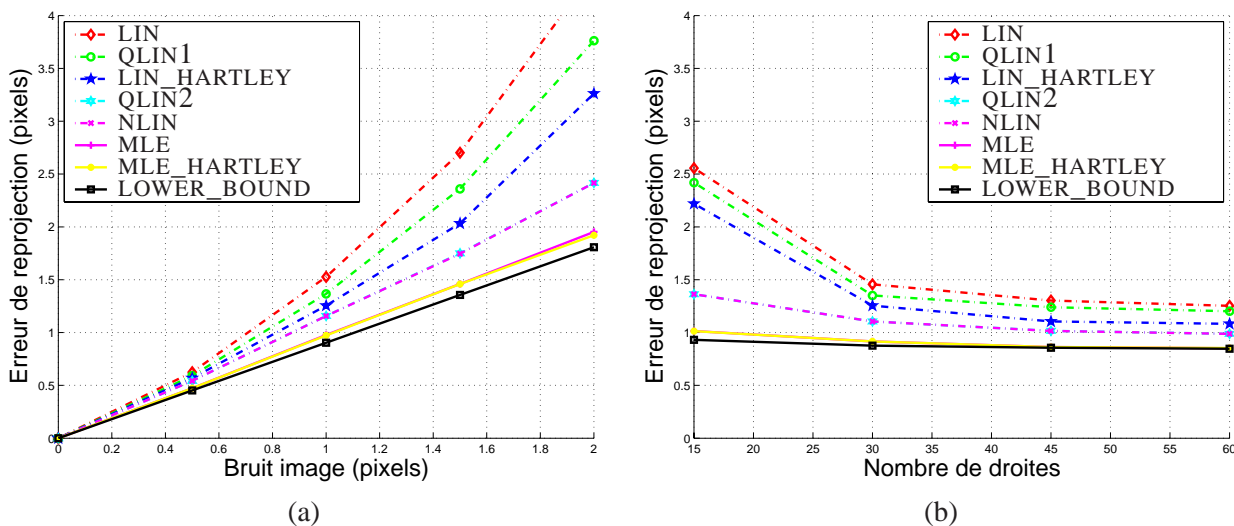 4
3.5
3
2.5
2
1.5
1
0.5
0
Erreur de reprojection (pixels)
LIN
QLIN1
LIN_HARTLEY
QLIN2
NLIN
MLE
MLE_HARTLEY
LOWER_BOUND
0 0.2 0.4 0.6 0.8 1 1.2 1.4 1.6 1.8 2
Bruit image (pixels)
(a)
4
3.5
3
2.5
2
1.5
1
0.5
0
Erreur de reprojection (pixels)
LIN
QLIN1
LIN_HARTLEY
QLIN2
NLIN
MLE
MLE_HARTLEY
LOWER_BOUND
15 20 25 30 35 40 45 50 55 60
Nombre de droites
(b)